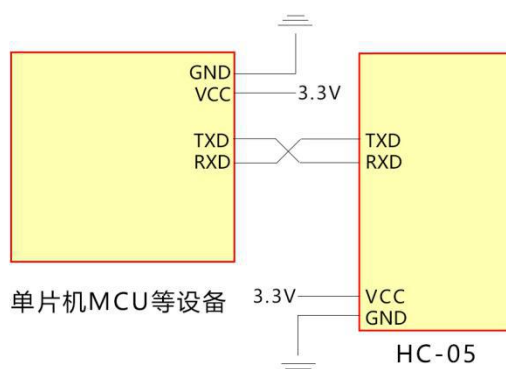 GND
VCC
3.3V
TXD
RXD
TXD
RXD
单片机MCU等设备
3.3V
VCC
GND
HC-05